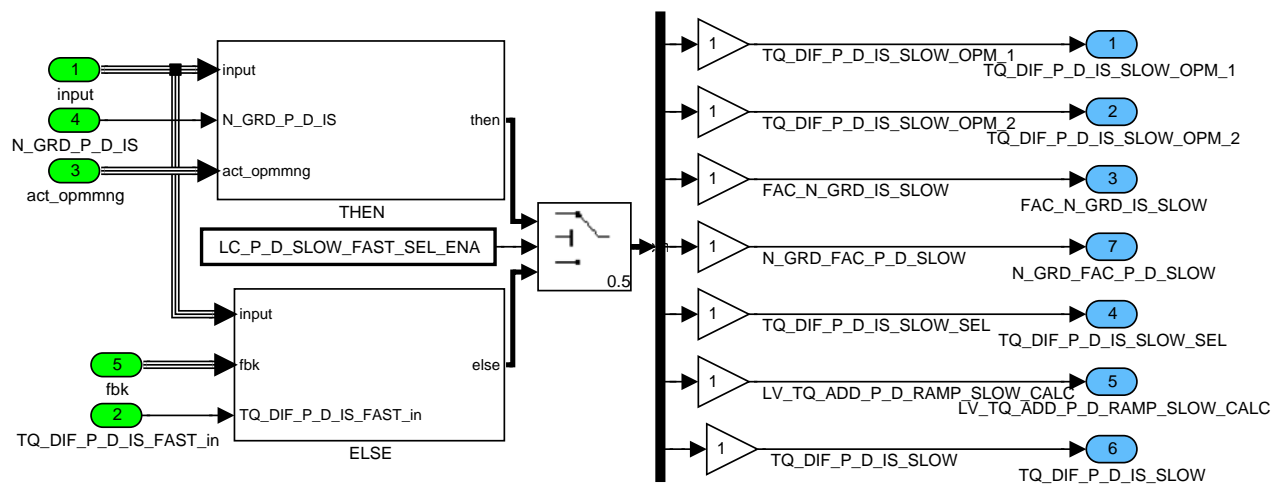 1
input
4
N_GRD_P_D_IS
3
act_opmmng
input
N_GRD_P_D_IS
act_opmmng
then
THEN
LC_P_D_SLOW_FAST_SEL_ENA
0.5
input
fbk
TQ_DIF_P_D_IS_FAST_in
else
ELSE
5
fbk
2
TQ_DIF_P_D_IS_FAST_in
1
TQ_DIF_P_D_IS_SLOW_OPM_1
1
TQ_DIF_P_D_IS_SLOW_OPM_1
1
TQ_DIF_P_D_IS_SLOW_OPM_2
2
TQ_DIF_P_D_IS_SLOW_OPM_2
1
FAC_N_GRD_IS_SLOW
3
FAC_N_GRD_IS_SLOW
1
N_GRD_FAC_P_D_SLOW
7
N_GRD_FAC_P_D_SLOW
1
TQ_DIF_P_D_IS_SLOW_SEL
4
TQ_DIF_P_D_IS_SLOW_SEL
1
LV_TQ_ADD_P_D_RAMP_SLOW_CALC
5
LV_TQ_ADD_P_D_RAMP_SLOW_CALC
1
TQ_DIF_P_D_IS_SLOW
6
TQ_DIF_P_D_IS_SLOW